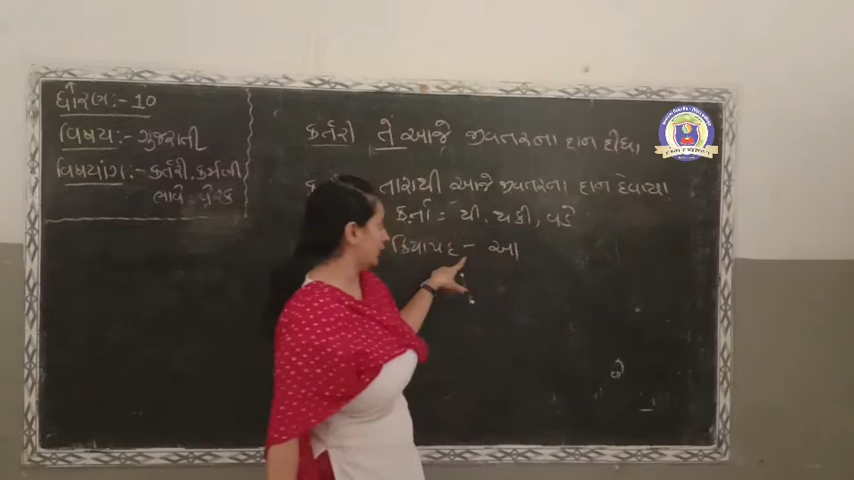 ધોરણ:-10
વિષય:-ગુજરાતી
વિષયાંગ:-કર્તરી.કર્મણી
ભાવે-પ્રેરક
કર્તરી તેં આજે જીવતરના દાન દીધા.
તારાથી આજે જીવતરના દાન દેવાયા
કર્તા = થી.થકી, વડે
ક્રિયાપદ - આ